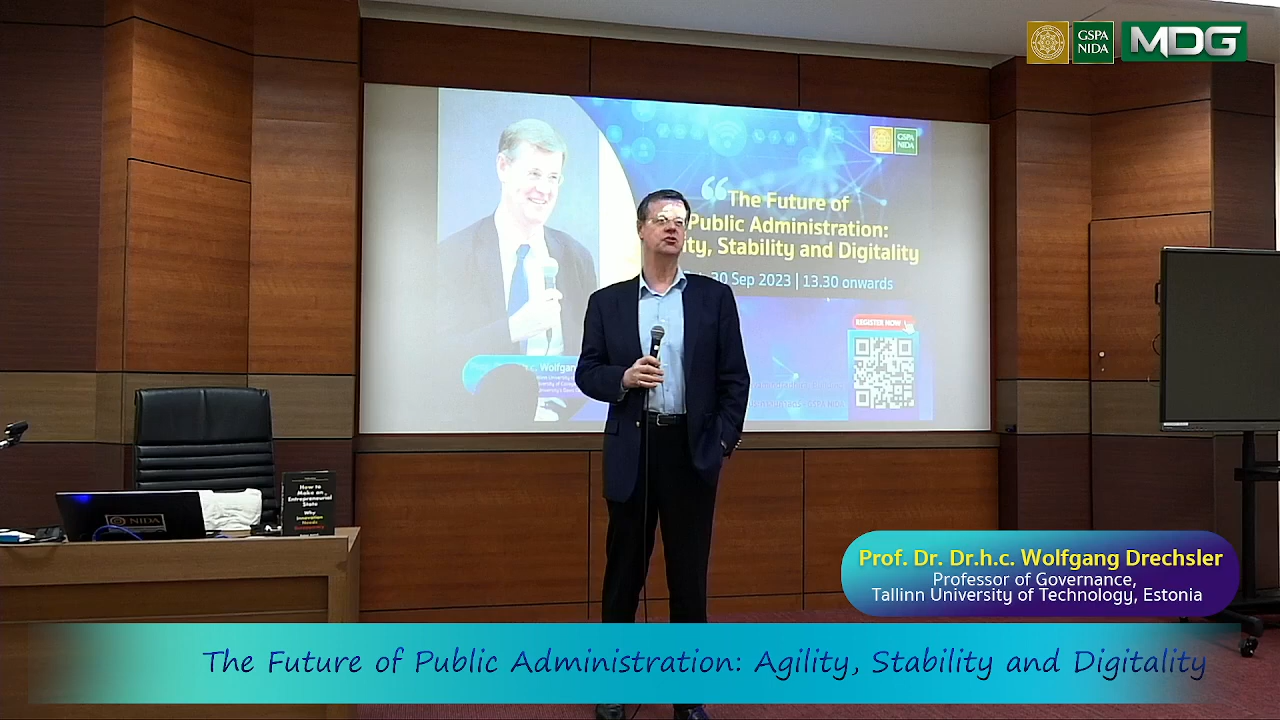 GSPA
NIDA
MDG
GSPA
NIDA
“The Future of
Public Administration:
Stability and Digitality
30 Sep 2023 | 13.30 onwards
REGISTER NOW
NIDA
How to
Make an
Entrepreneurial
State
Why
Innovation
Needs
Bureaucracy
Prof. Dr. Dr.h.c. Wolfgang Drechsler
Professor of Governance,
Tallinn University of Technology, Estonia
The Future of Public Administration: Agility, Stability and Digitality